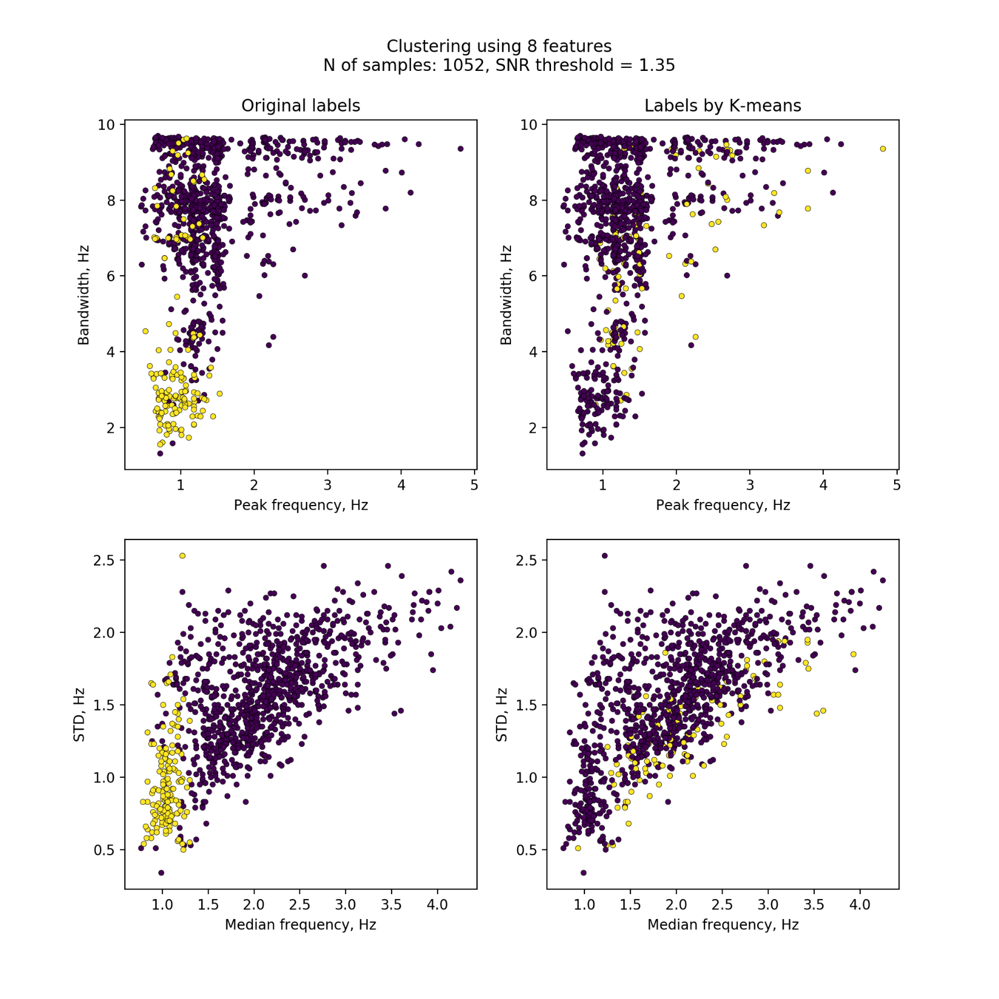 Clustering using 8 features
N of samples: 1052, SNR threshold = 1.35
Original labels
10
8
6
4
2
Bandwidth, Hz
1 2 3 4 5
Peak frequency, Hz
Labels by K-means
10
8
6
4
2
Bandwidth, Hz
1 2 3 4 5
Peak frequency, Hz
2.5
2.0
1.5
1.0
0.5
STD, Hz
1.0 1.5 2.0 2.5 3.0 3.5 4.0
Median frequency, Hz
2.5
2.0
1.5
1.0
0.5
STD, Hz
1.0 1.5 2.0 2.5 3.0 3.5 4.0
Median frequency, Hz